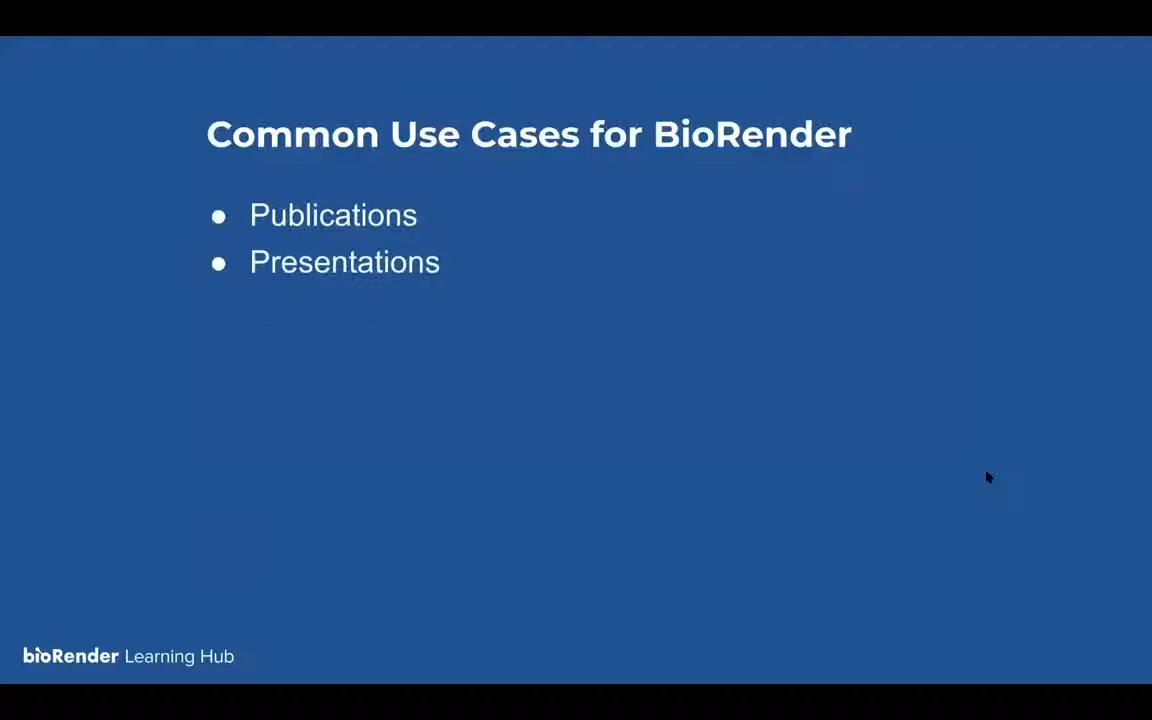 Common Use Cases for BioRender
● Publications
● Presentations
bioRender Learning Hub